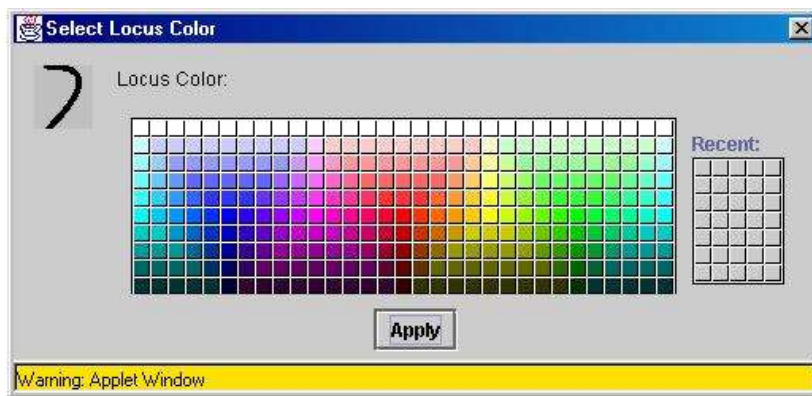 Select Locus Color
Locus Color:
Recent:
Apply
Warning: Applet Window